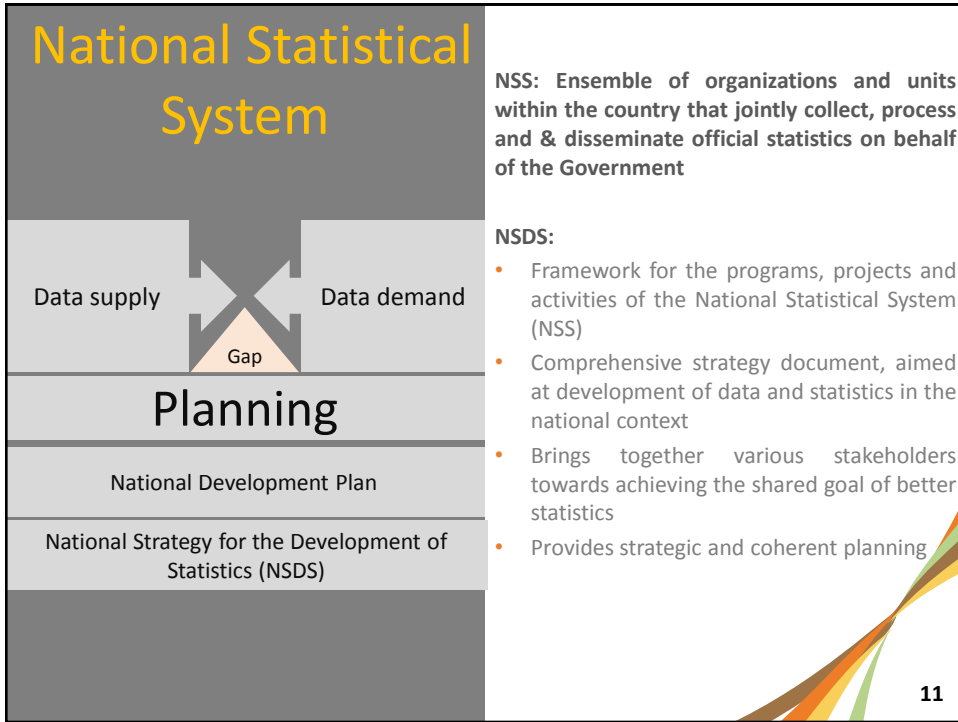 National Statistical
System
Data supply
Data demand
Gap
Planning
National Development Plan
National Strategy for the Development of
Statistics (NSDS)
NSS: Ensemble of organizations and units
within the country that jointly collect, process
and & disseminate official statistics on behalf
of the Government
NSDS:
• Framework for the programs, projects and
activities of the National Statistical System
(NSS)
• Comprehensive strategy document, aimed
at development of data and statistics in the
national context
• Brings together various stakeholders
towards achieving the shared goal of better
statistics
• Provides strategic and coherent planning
11